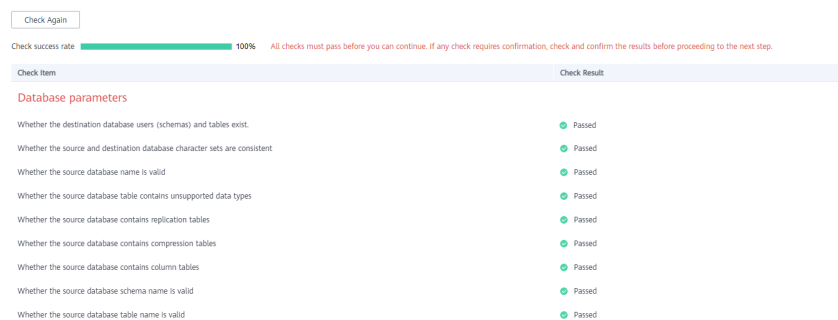 Check Again
Check success rate 100% All checks must pass before you can continue. If any check requires confirmation, check and confirm the results before proceeding to the next step.
Check Item Check Result
Database parameters
Whether the destination database users (schemas) and tables exist. Passed
Whether the source and destination database character sets are consistent Passed
Whether the source database name is valid Passed
Whether the source database table contains unsupported data types Passed
Whether the source database contains replication tables Passed
Whether the source database contains compression tables Passed
Whether the source database contains column tables Passed
Whether the source database schema name is valid Passed
Whether the source database table name is valid Passed